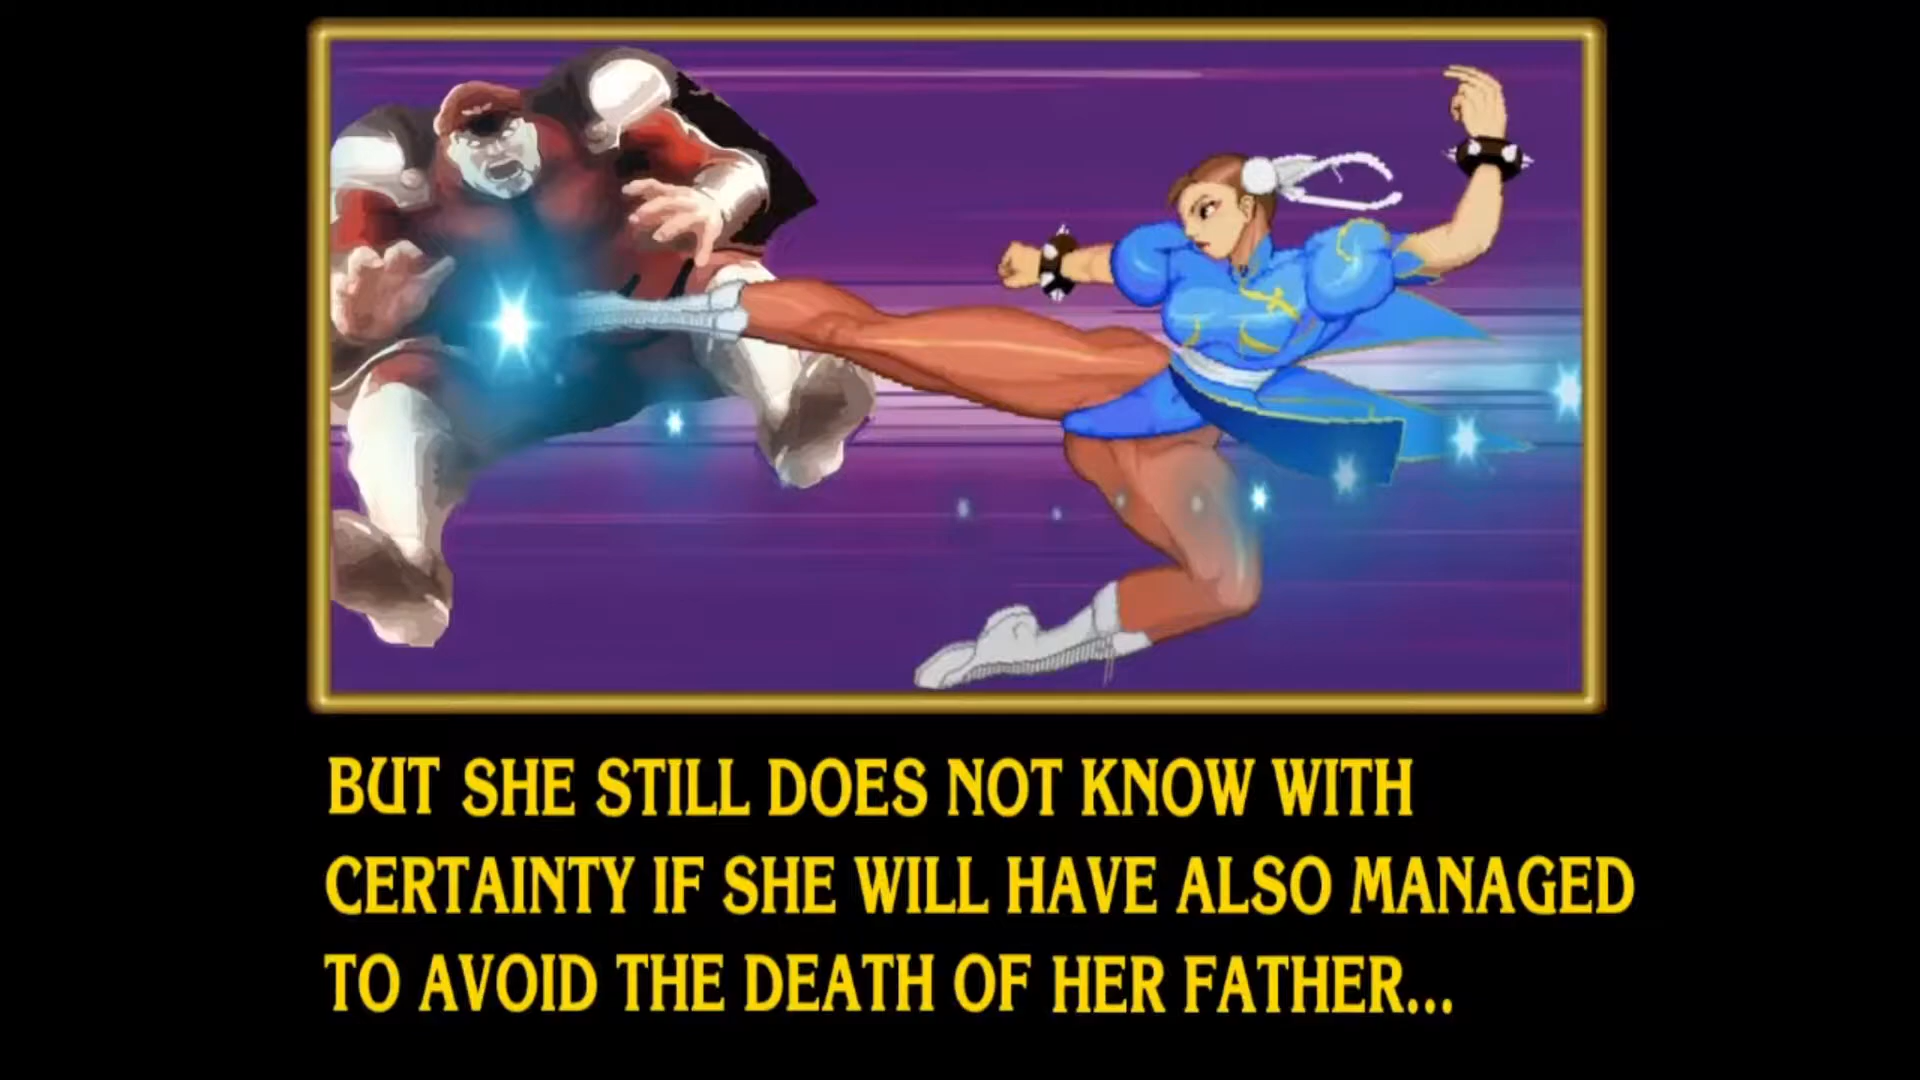 BUT SHE STILL DOES NOT KNOW WITH
CERTAINTY IF SHE WILL HAVE ALSO MANAGED
TO AVOID THE DEATH OF HER FATHER...